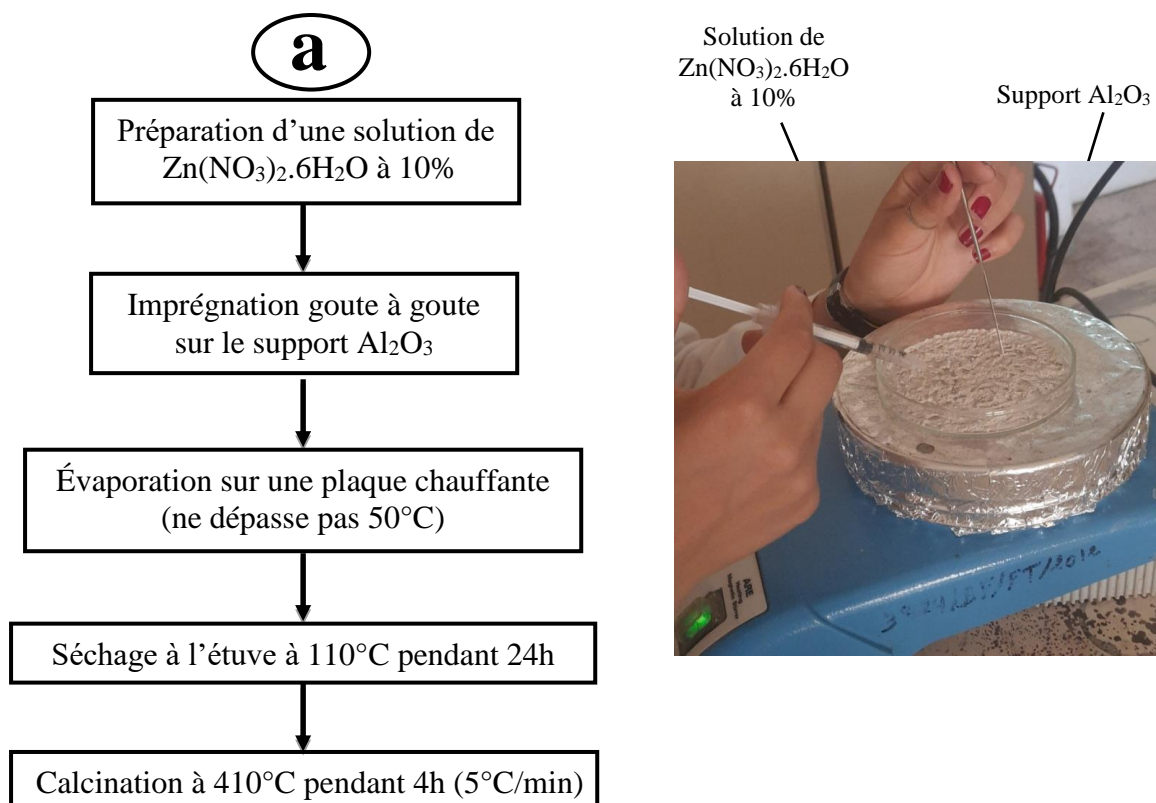 a
Préparation d’une solution de
Zn(NO₃)₂.6H₂O à 10%
Imprégnation goute à goute
sur le support Al₂O₃
Évaporation sur une plaque chauffante
(ne dépasse pas 50°C)
Séchage à l’étuve à 110°C pendant 24h
Calcination à 410°C pendant 4h (5°C/min)
Solution de
Zn(NO₃)₂.6H₂O
à 10%
Support Al₂O₃
ARE